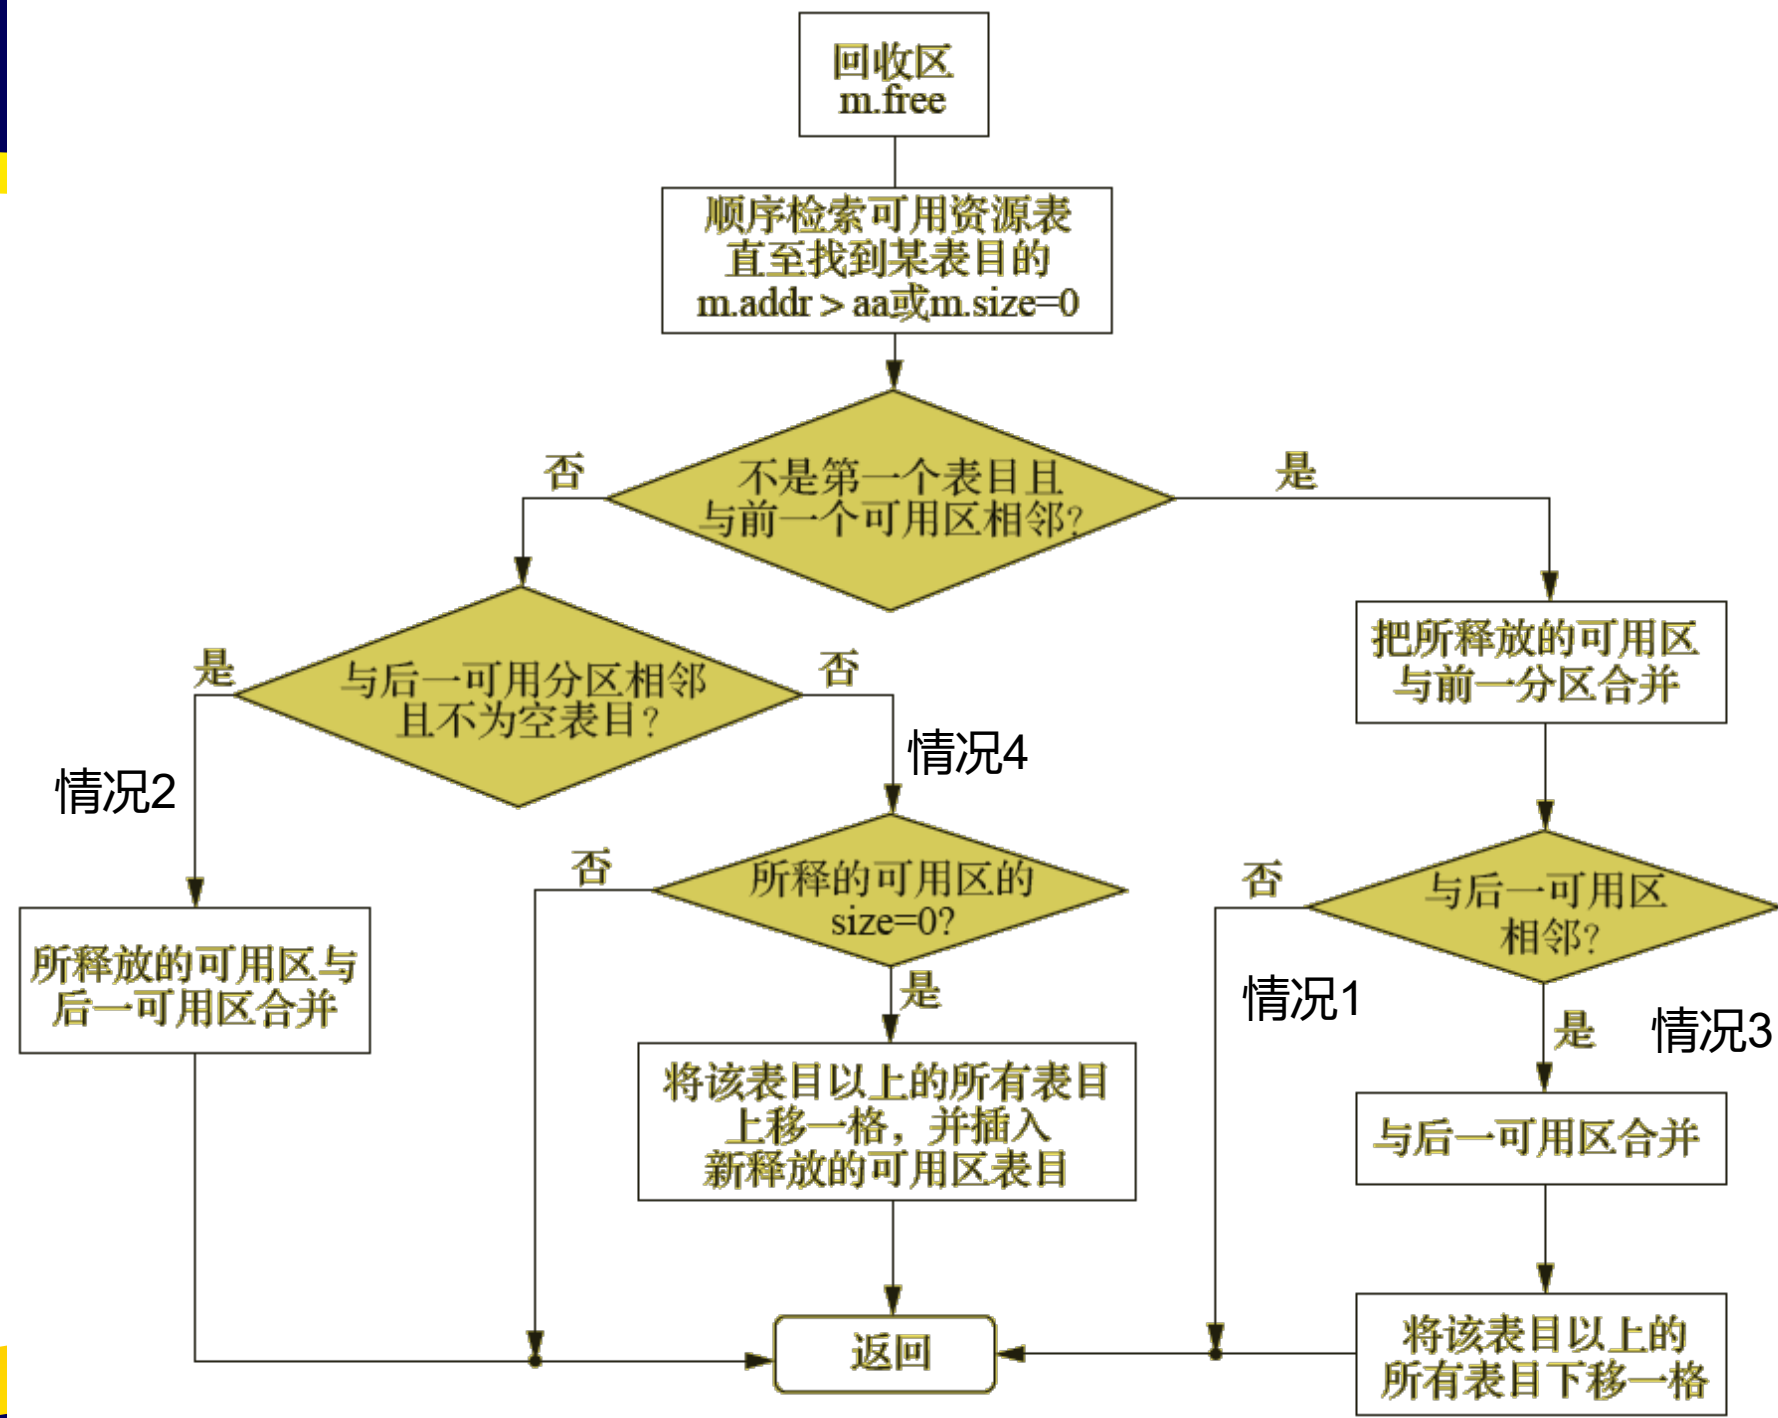 回收区
m.free
顺序检索可用资源表
直至找到某表目的
m.addr > aa或m.size=0
不是第一个表目且
与前一个可用区相邻?
否
是
与后一可用分区相邻
且不为空表目?
是
否
把所释放的可用区
与前一分区合并
情况2
情况4
所释的可用区的
size=0?
否
是
与后一可用区
相邻?
否
是
情况1
情况3
所释放的可用区与
后一可用区合并
将该表目以上的所有表目
上移一格，并插入
新释放的可用区表目
与后一可用区合并
将该表目以上的
所有表目下移一格
返回